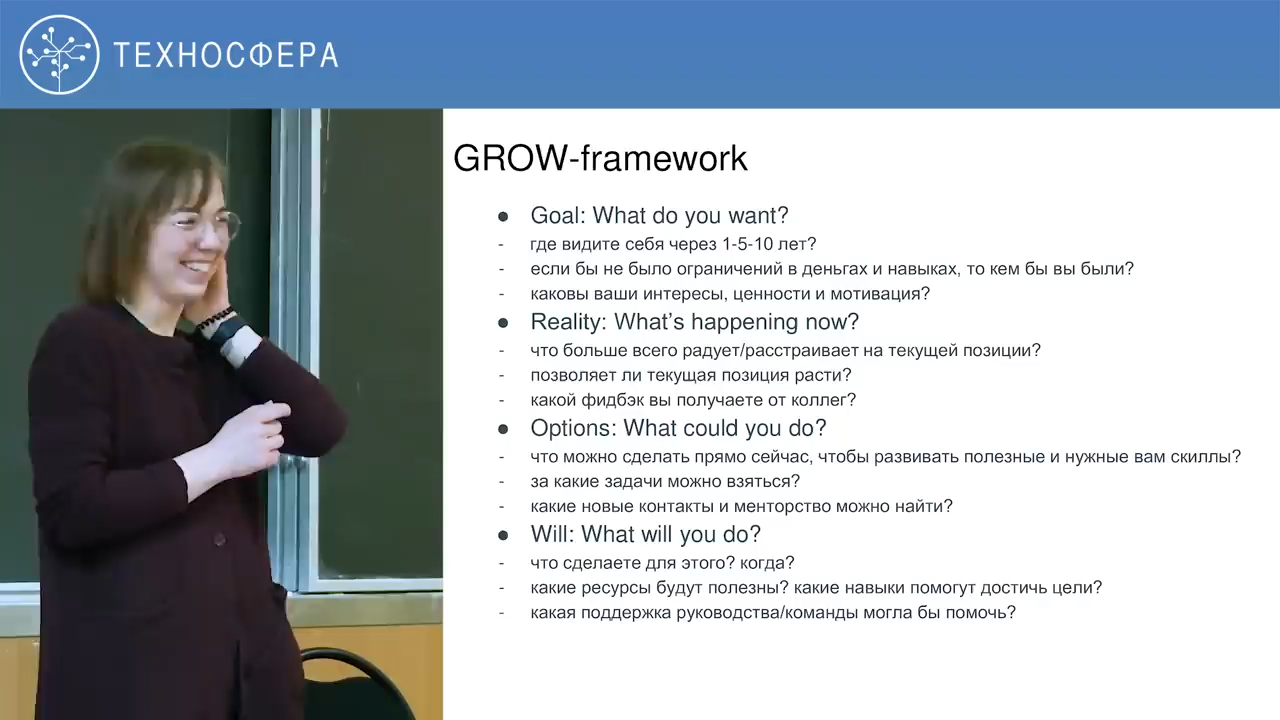 ТЕХНОСФЕРА
GROW-framework
● Goal: What do you want?
- где видите себя через 1-5-10 лет?
- если бы не было ограничений в деньгах и навыках, то кем бы вы были?
- каковы ваши интересы, ценности и мотивация?
● Reality: What’s happening now?
- что больше всего радует/расстраивает на текущей позиции?
- позволяет ли текущая позиция расти?
- какой фидбэк вы получаете от коллег?
● Options: What could you do?
- что можно сделать прямо сейчас, чтобы развивать полезные и нужные вам скиллы?
- за какие задачи можно взяться?
- какие новые контакты и менторство можно найти?
● Will: What will you do?
- что сделаете для этого? когда?
- какие ресурсы будут полезны? какие навыки помогут достичь цели?
- какая поддержка руководства/команды могла бы помочь?